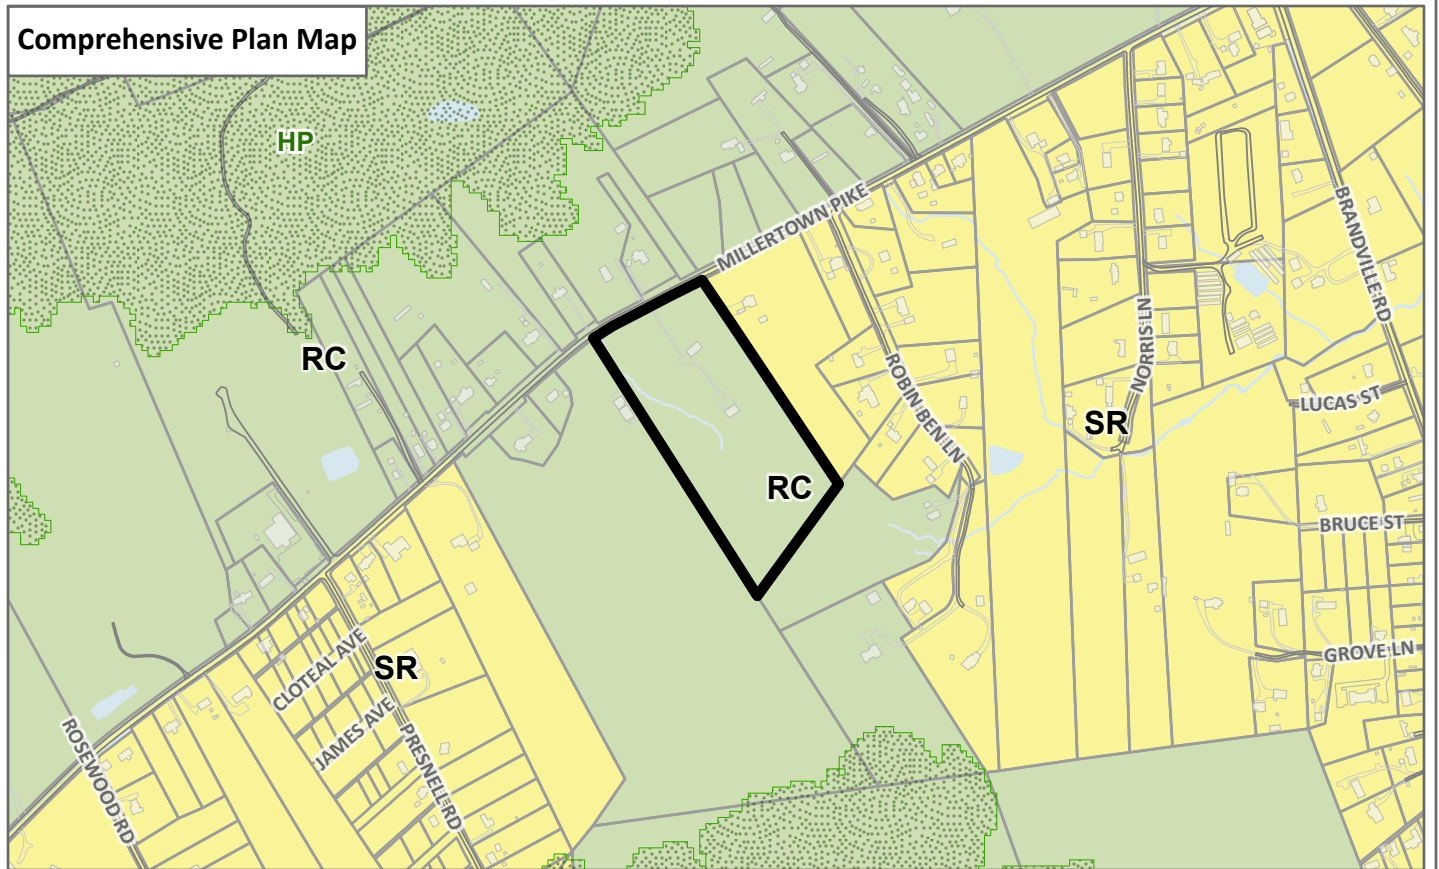 Comprehensive Plan Map
HP
MILLERTOWN PIKE
BRANDVILLE RD
RC
NORRIS LN
ROBIN BEN LN
LUCAS ST
SR
RC
BRUCE ST
GROVE LN
CLOTEAL AVE
SR
JAMES AVE
PRESNELL RD
ROSEWOOD RD